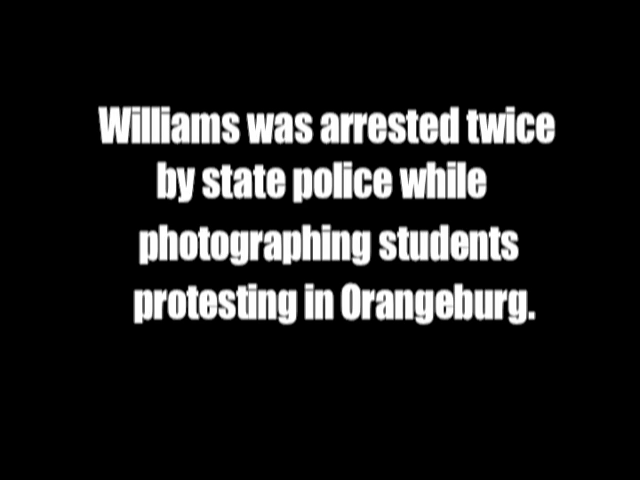 Williams was arrested twice
by state police while
photographing students
protesting in Orangeburg.